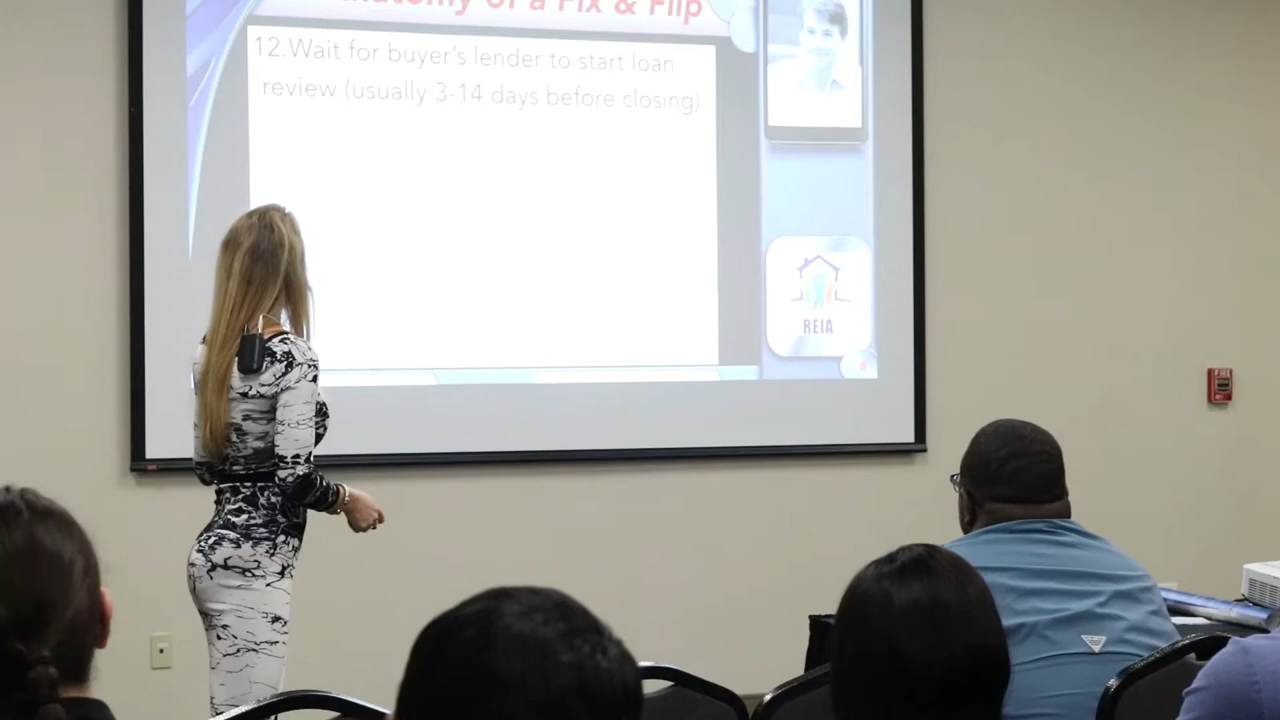 of a Fix & Flip
12.Wait for buyer's lender to start loan
review (usually 3-14 days before closing)
REIA
FIRE